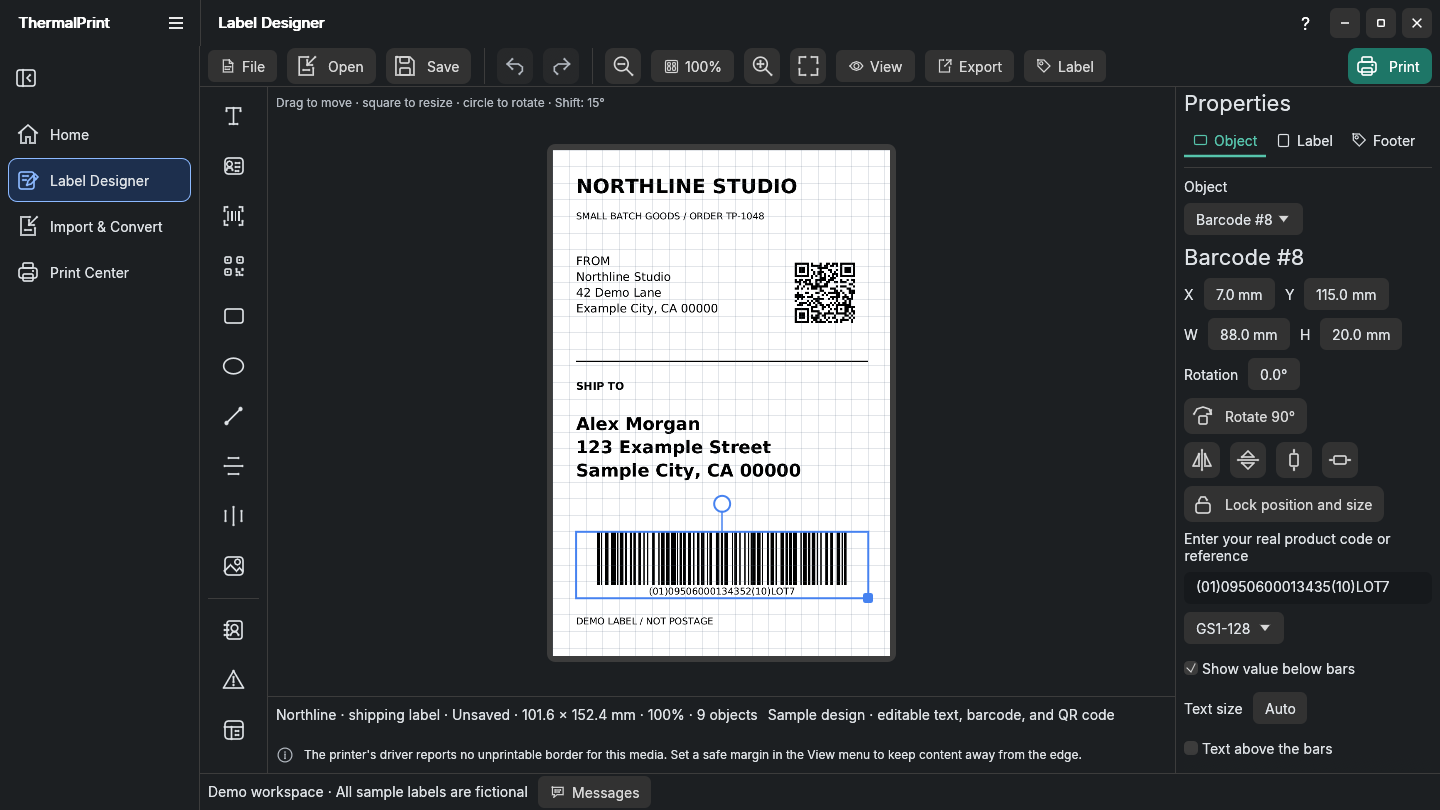 ThermalPrint
Label Designer
?
File
Open
Save
100%
View
Export
Label
Print
Home
Label Designer
Import & Convert
Print Center
Drag to move · square to resize · circle to rotate · Shift: 15°
NORTHLINE STUDIO
SMALL BATCH GOODS / ORDER TP-1048
FROM
Northline Studio
42 Demo Lane
Example City, CA 00000
SHIP TO
Alex Morgan
123 Example Street
Sample City, CA 00000
(01)09506000134352(10)LOT7
DEMO LABEL / NOT POSTAGE
Northline · shipping label · Unsaved · 101.6 × 152.4 mm · 100% · 9 objects Sample design · editable text, barcode, and QR code
The printer's driver reports no unprintable border for this media. Set a safe margin in the View menu to keep content away from the edge.
Demo workspace · All sample labels are fictional
Messages
Properties
Object
Label
Footer
Object
Barcode #8
Barcode #8
X 7.0 mm Y 115.0 mm
W 88.0 mm H 20.0 mm
Rotation 0.0°
Rotate 90°
Lock position and size
Enter your real product code or
reference
(01)0950600013435(10)LOT7
GS1-128
Show value below bars
Text size Auto
Text above the bars